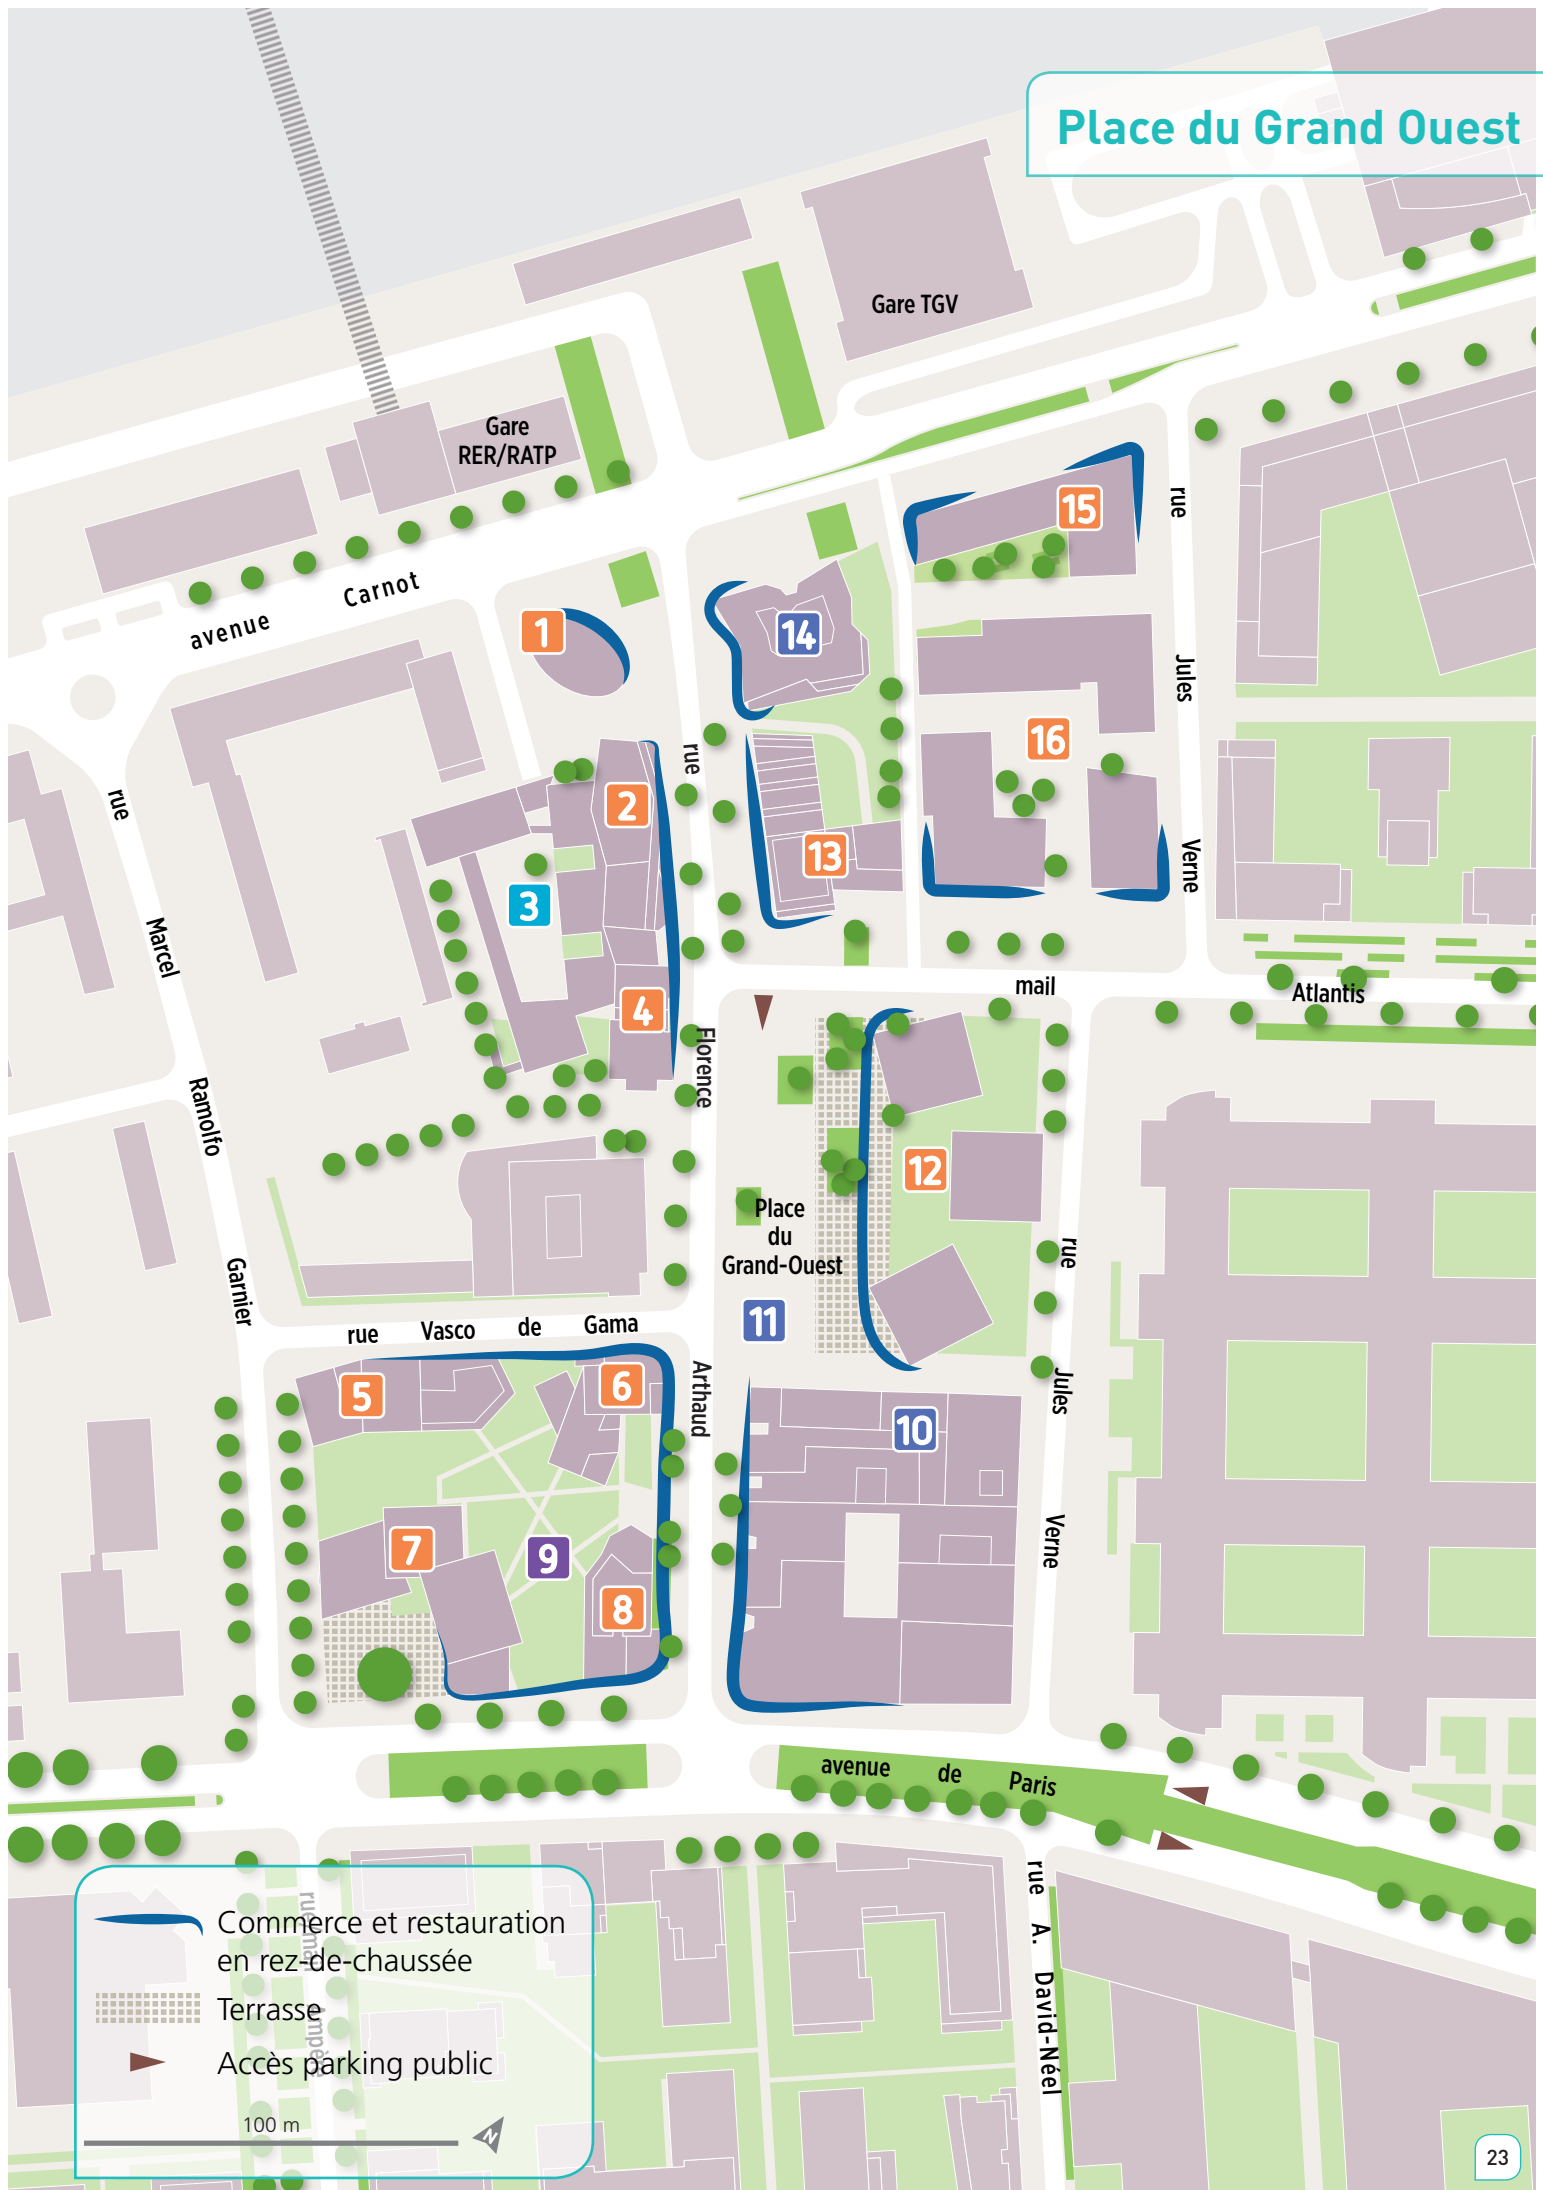 Place du Grand Ouest
Gare TGV
Gare
RER/RATP
avenue Carnot
15
rue
1
14
Jules
16
rue
2
rue
13
Verne
3
Marcel
mail
Atlantis
4
Florence
Ramolfo
12
Place
du
Grand-Ouest
rue
Garnier
11
rue Vasco de Gama
5
6
Arthaud
Jules
10
7
9
Verne
8
avenue de Paris
rue A. David-Néel
rue
mail
Ampère
Commerce et restauration
en rez-de-chaussée
Terrasse
Accès parking public
100 m
N
23